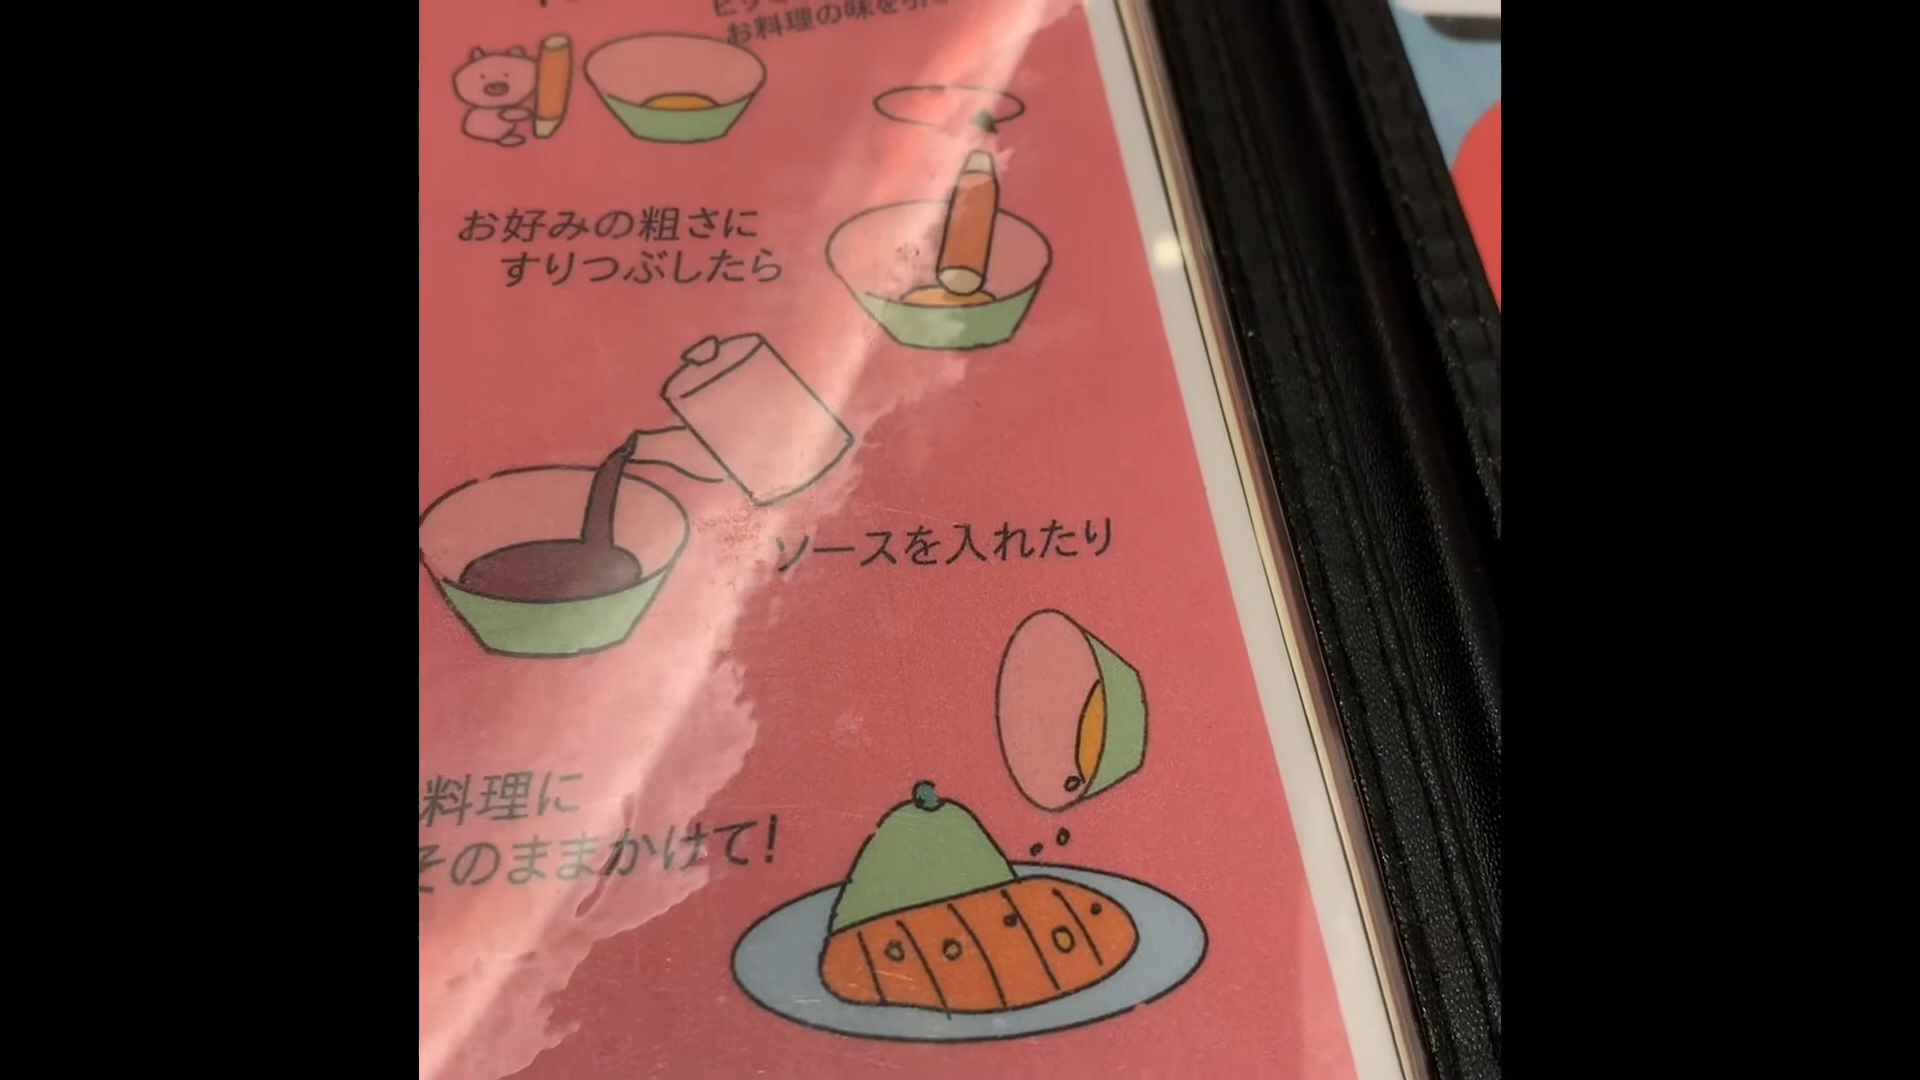 お料理の味を引
お好みの粗さに
すりつぶしたら
ソースを入れたり
料理に
そのままかけて!